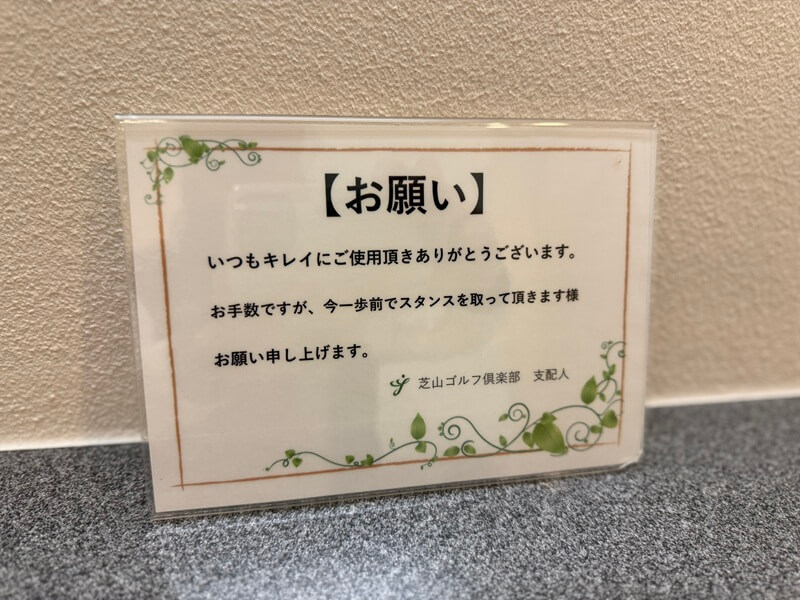 【お願い】
いつもキレイにご使用頂きありがとうございます。
お手数ですが、今一歩前でスタンスを取って頂きます様
お願い申し上げます。
芝山ゴルフ倶楽部 支配人